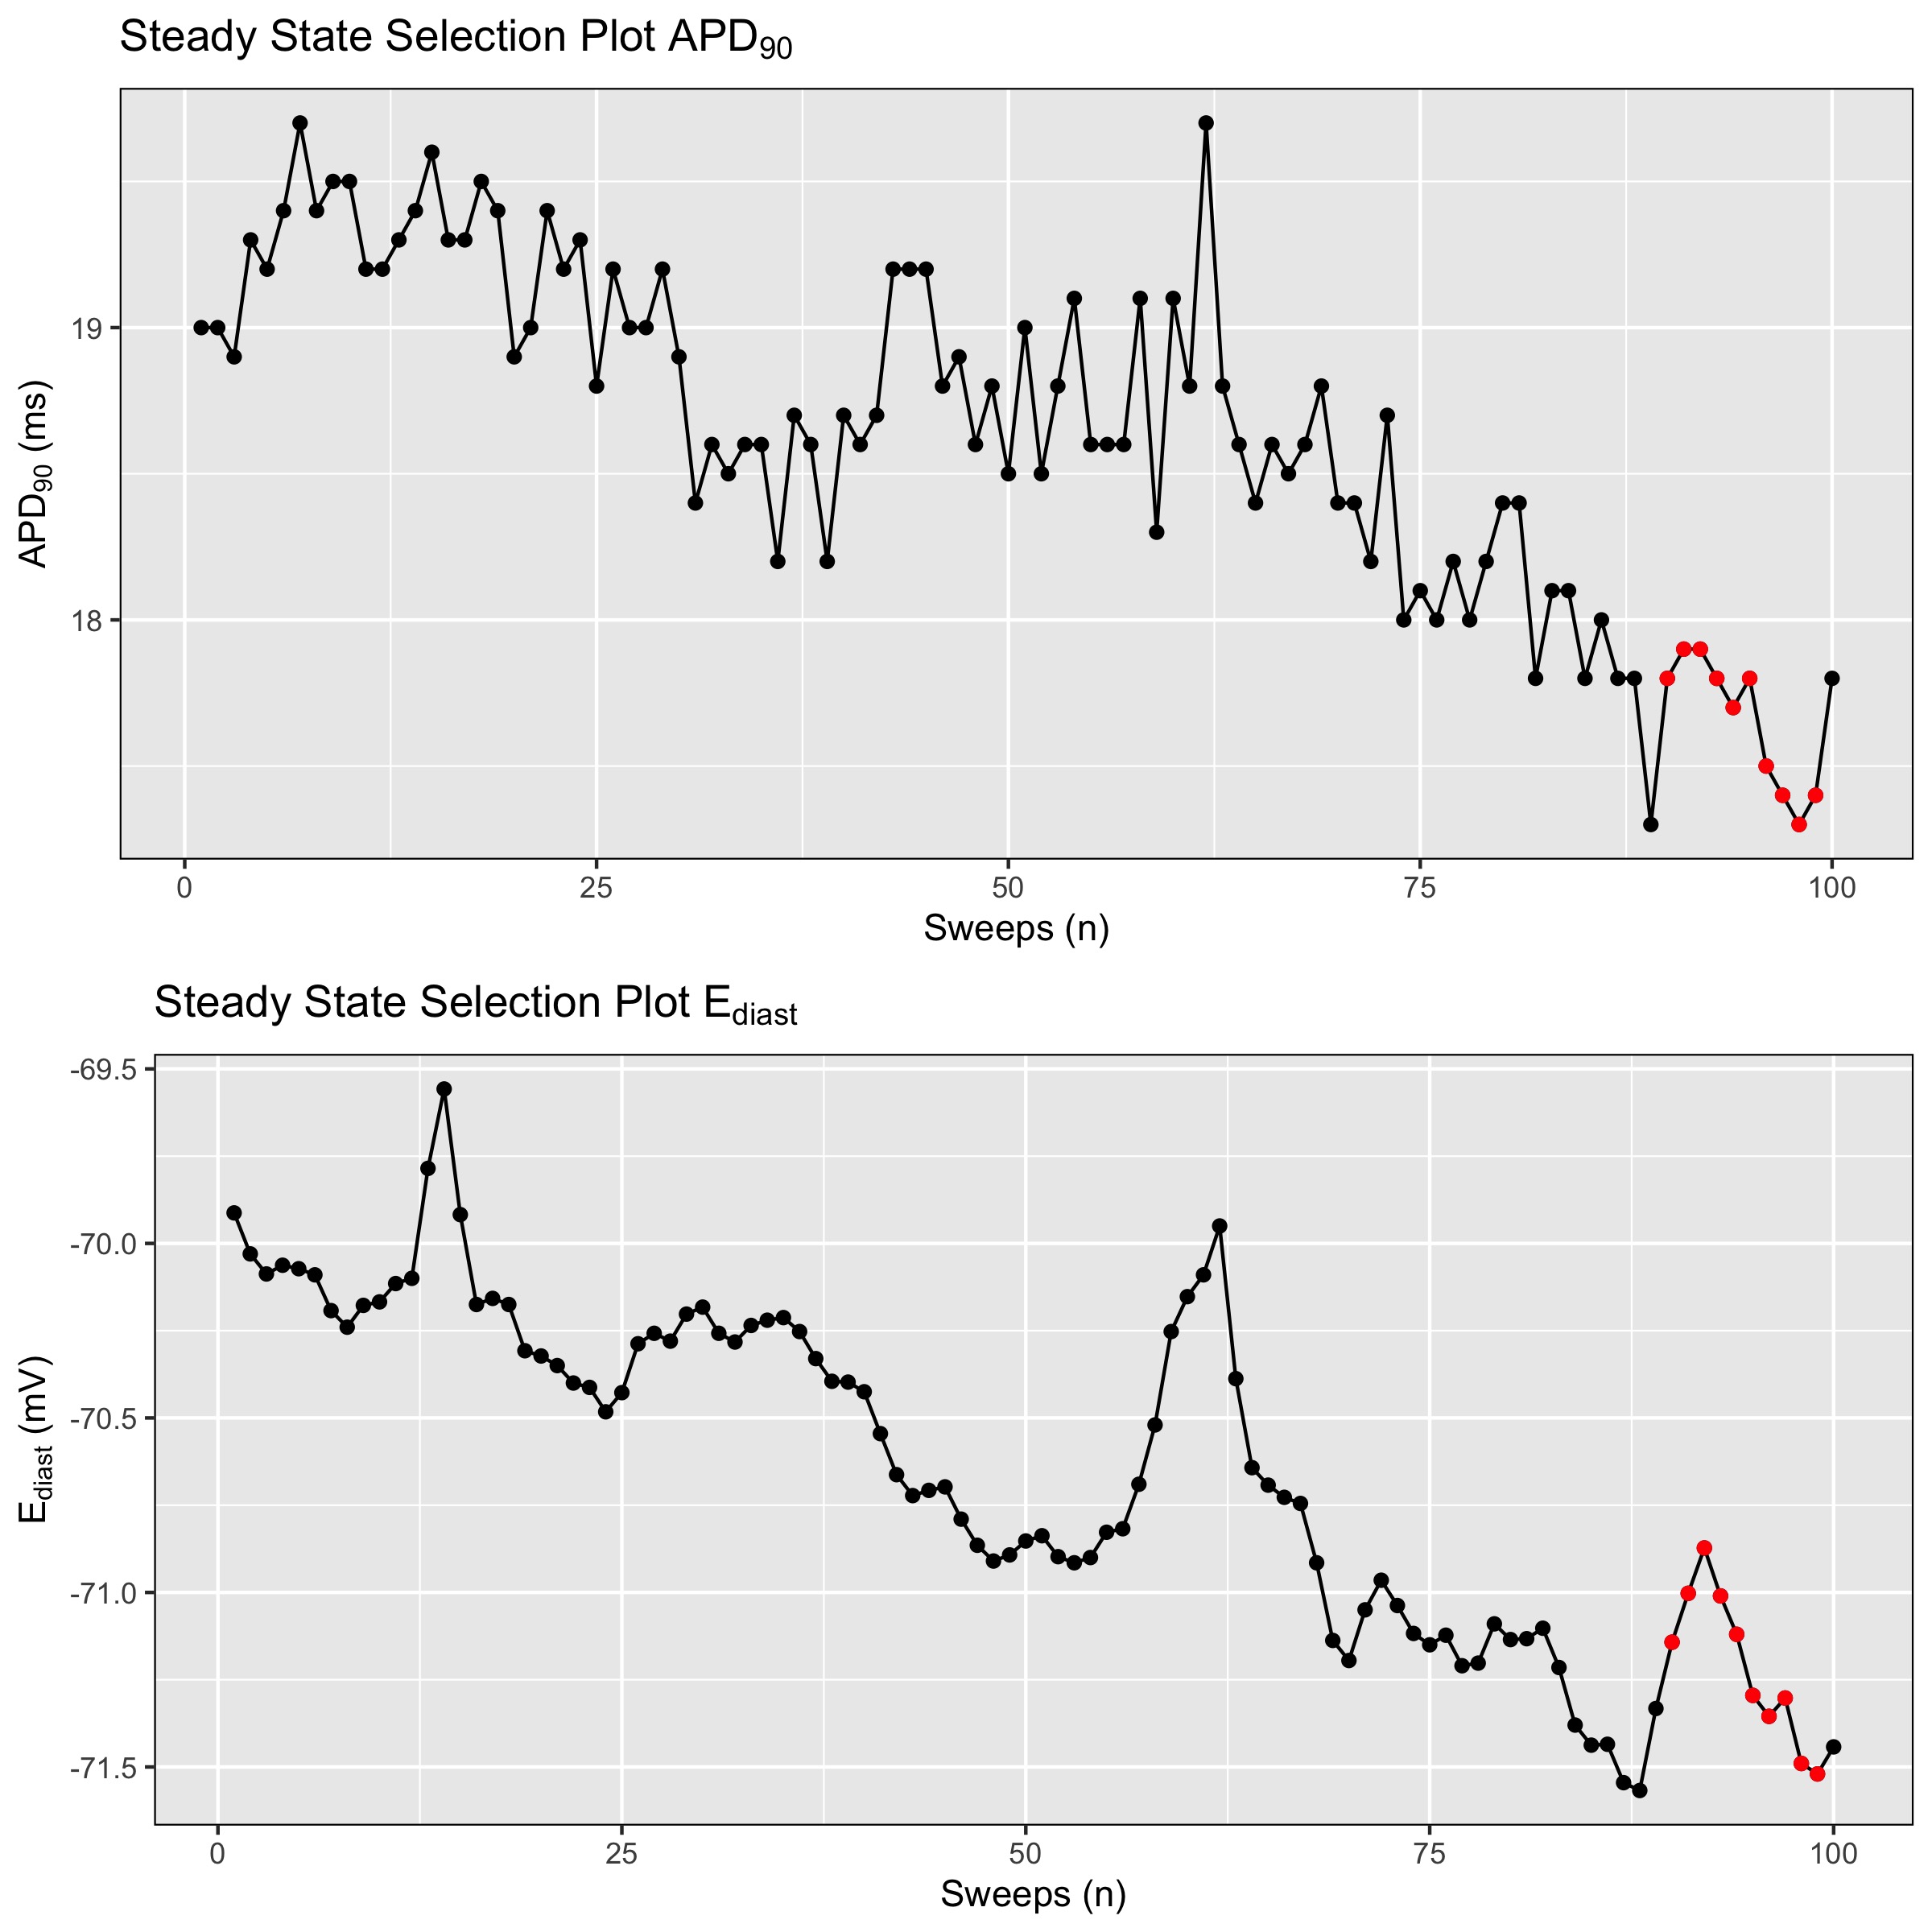 Steady State Selection Plot APD90
APD90 (ms)
19
18
0 25 50 75 100
Sweeps (n)
Steady State Selection Plot Ediast
Ediast (mV)
-69.5
-70.0
-70.5
-71.0
-71.5
0 25 50 75 100
Sweeps (n)